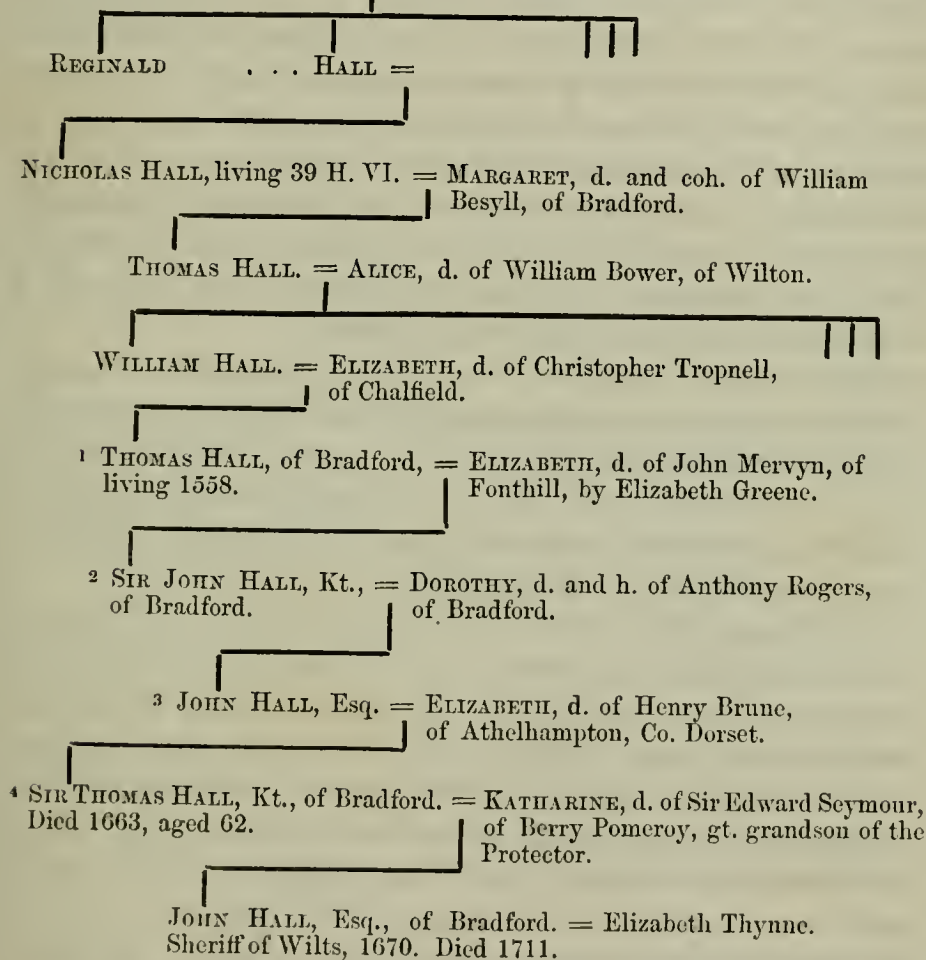 REGINALD . . . HALL =
NICHOLAS HALL, living 39 H. VI. = MARGARET, d. and coh. of William
Besyll, of Bradford.
THOMAS HALL. = ALICE, d. of William Bower, of Wilton.
WILLIAM HALL. = ELIZABETH, d. of Christopher Tropnell,
of Chalfield.
1 THOMAS HALL, of Bradford, = ELIZABETH, d. of John Mervyn, of
living 1558. Fonthill, by Elizabeth Greene.
2 SIR JOHN HALL, Kt., = DOROTHY, d. and h. of Anthony Rogers,
of Bradford. of Bradford.
3 JOHN HALL, Esq. = ELIZABETH, d. of Henry Brune,
of Athelhampton, Co. Dorset.
4 SIR THOMAS HALL, Kt., of Bradford. = KATHARINE, d. of Sir Edward Seymour,
Died 1663, aged 62. of Berry Pomeroy, gt. grandson of the
Protector.
JOHN HALL, Esq., of Bradford. = Elizabeth Thynne.
Sheriff of Wilts, 1670. Died 1711.